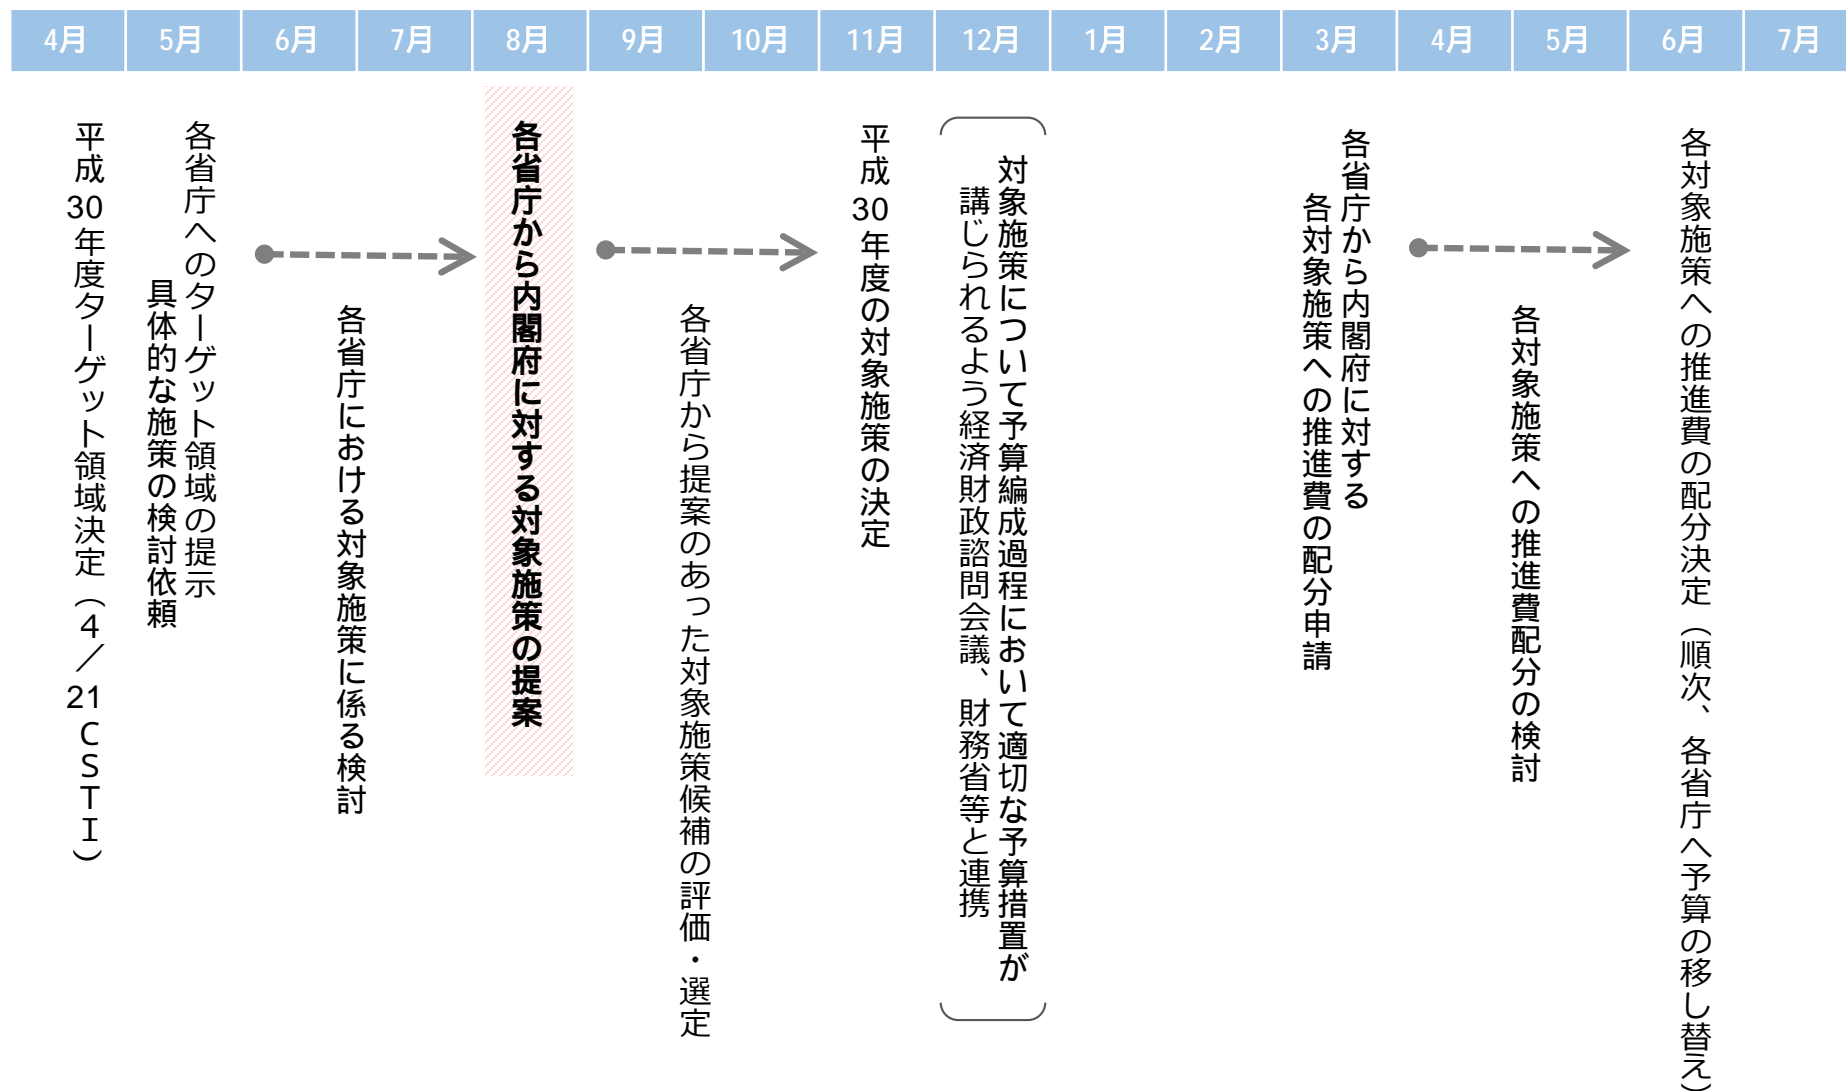 4月
5月
6月
7月
8月
9月
10月
11月
12月
1月
2月
3月
4月
5月
6月
7月
平成30年度ターゲット領域決定（４／21ＣＳＴＩ）
各省庁へのターゲット領域の提示
具体的な施策の検討依頼
各省庁における対象施策に係る検討
各省庁から内閣府に対する対象施策の提案
各省庁から提案のあった対象施策候補の評価・選定
平成30年度の対象施策の決定
対象施策について予算編成過程において適切な予算措置が
講じられるよう経済財政諮問会議、財務省等と連携
各省庁から内閣府に対する
各対象施策への推進費の配分申請
各対象施策への推進費配分の検討
各対象施策への推進費の配分決定（順次、各省庁へ予算の移し替え）